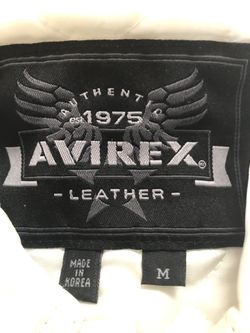 AUTHENTIC
est. 1975
AVIREX®
- LEATHER -
MADE
IN
KOREA
M